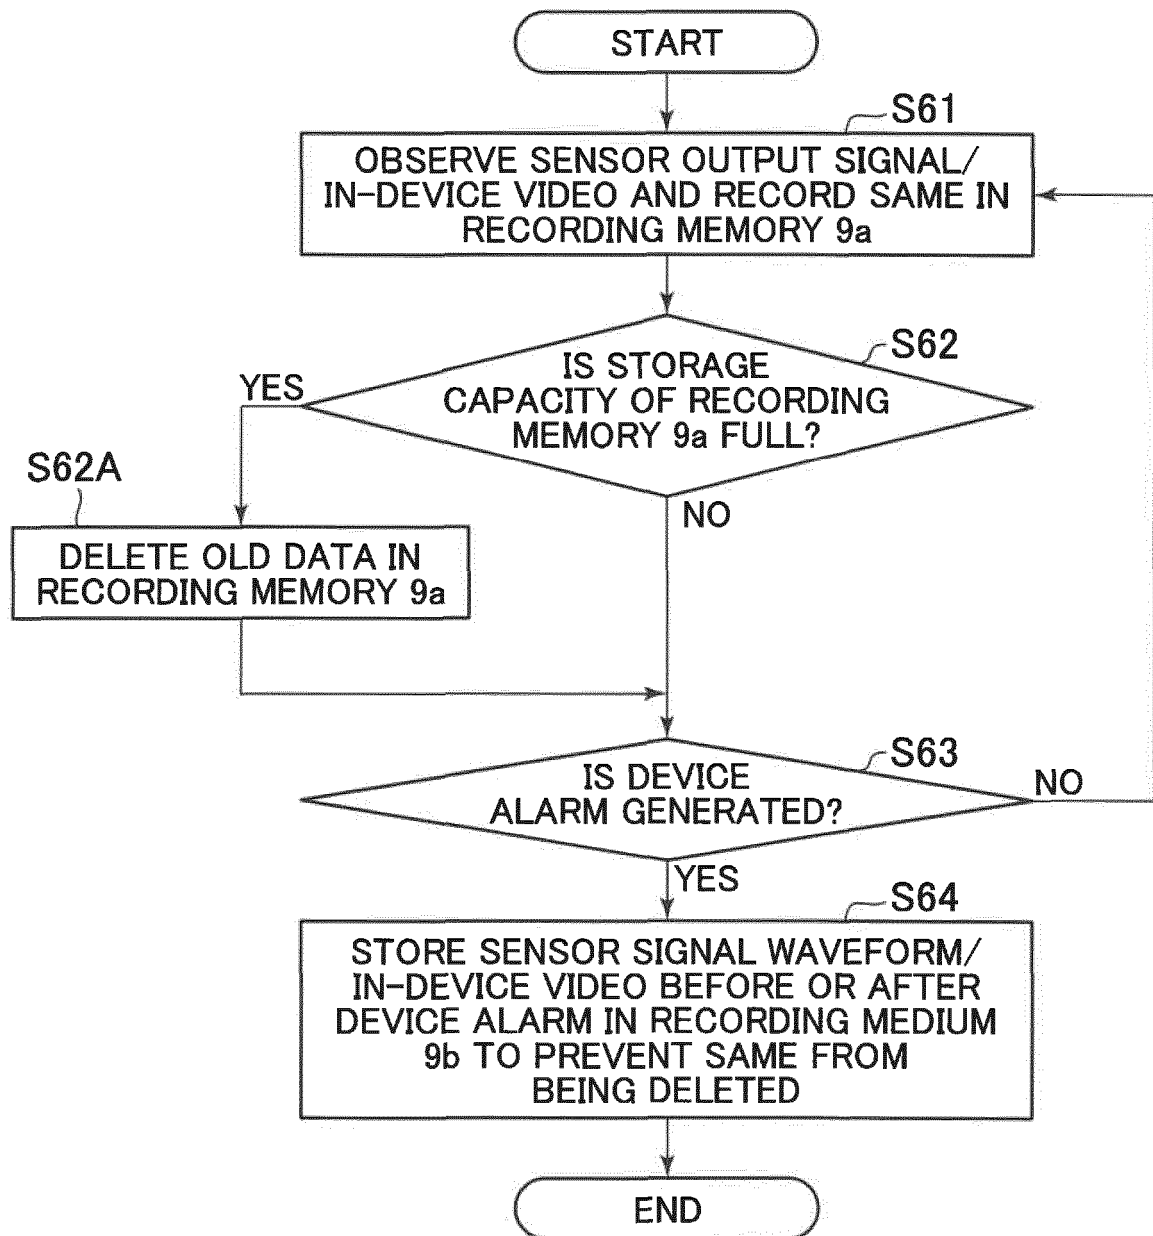 START
S61
OBSERVE SENSOR OUTPUT SIGNAL/
IN-DEVICE VIDEO AND RECORD SAME IN
RECORDING MEMORY 9a
S62
IS STORAGE
CAPACITY OF RECORDING
MEMORY 9a FULL?
YES
NO
S62A
DELETE OLD DATA IN
RECORDING MEMORY 9a
S63
IS DEVICE
ALARM GENERATED?
NO
YES
S64
STORE SENSOR SIGNAL WAVEFORM/
IN-DEVICE VIDEO BEFORE OR AFTER
DEVICE ALARM IN RECORDING MEDIUM
9b TO PREVENT SAME FROM
BEING DELETED
END